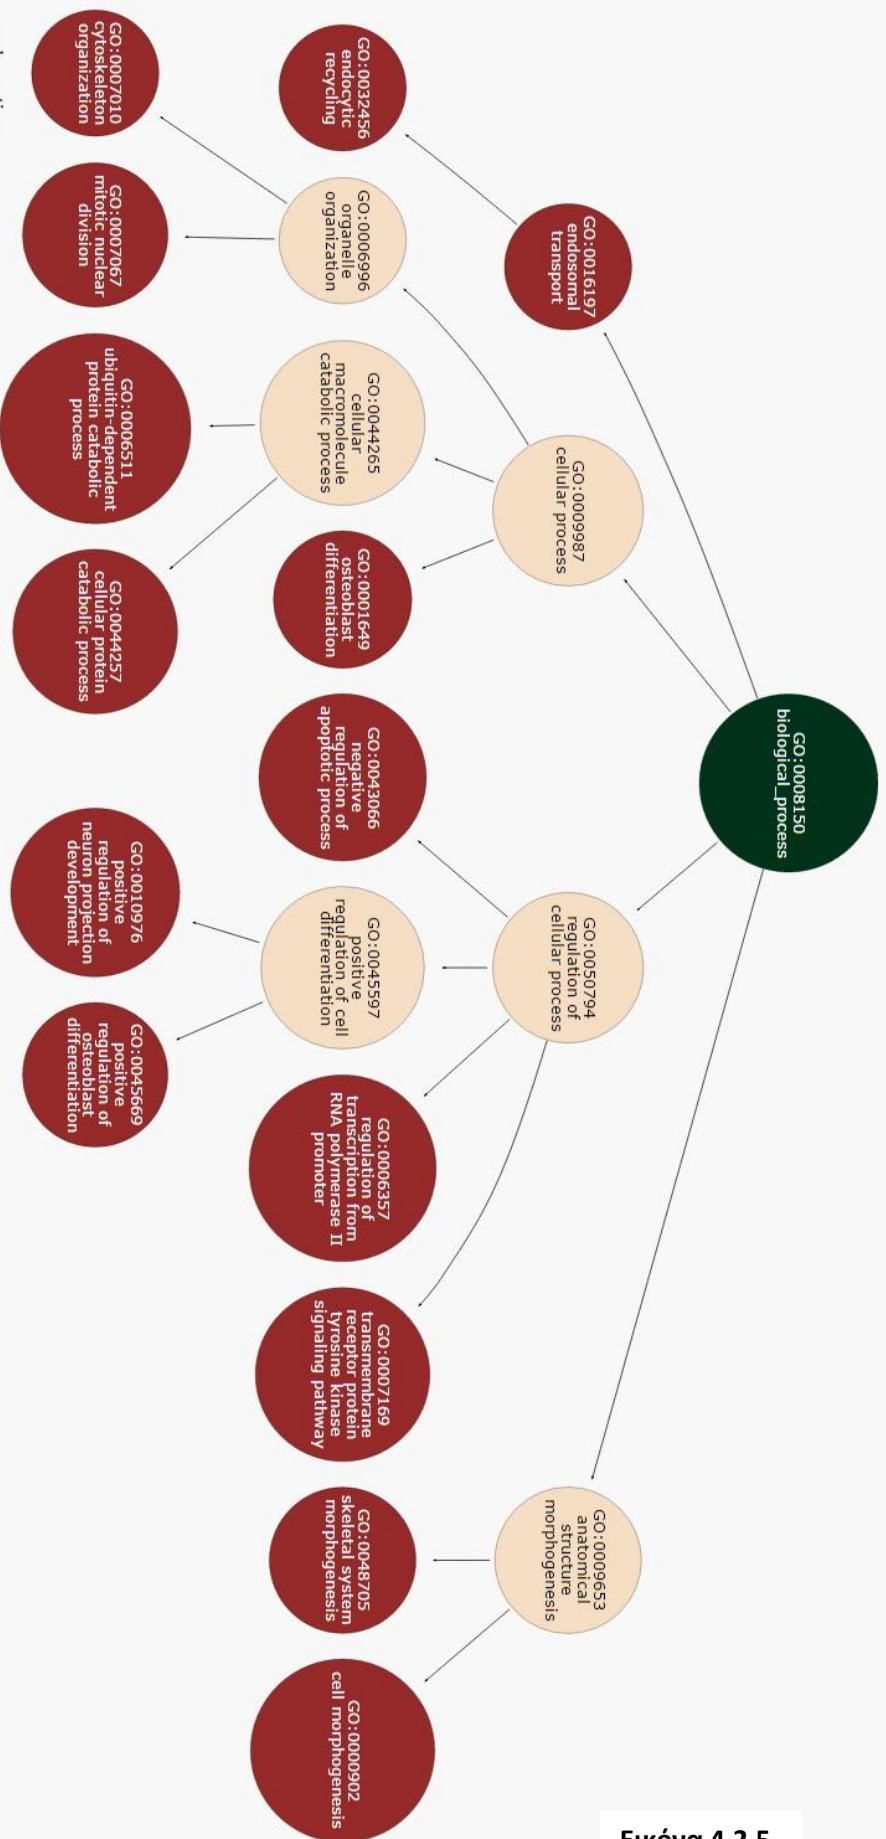 GO:0008150
biological_process
GO:0016197
endosomal
transport
GO:0009987
cellular process
GO:0050794
regulation of
cellular process
GO:0009653
anatomical
structure
morphogenesis
GO:0032456
endocytic
recycling
GO:0006996
organelle
organization
GO:0044265
cellular
macromolecule
catabolic process
GO:0001649
osteoblast
differentiation
GO:0043066
negative
regulation of
apoptotic process
GO:0045597
positive
regulation of cell
differentiation
GO:0006357
regulation of
transcription from
RNA polymerase II
promoter
GO:0007169
transmembrane
receptor protein
tyrosine kinase
signaling pathway
GO:0048705
skeletal system
morphogenesis
GO:0000902
cell morphogenesis
GO:0007010
cytoskeleton
organization
GO:0007067
mitotic nuclear
division
GO:0006511
ubiquitin-dependent
protein catabolic
process
GO:0044257
cellular protein
catabolic process
GO:0010976
positive
regulation of
neuron projection
development
GO:0045669
positive
regulation of
osteoblast
differentiation
Εικόνα 4.2.5